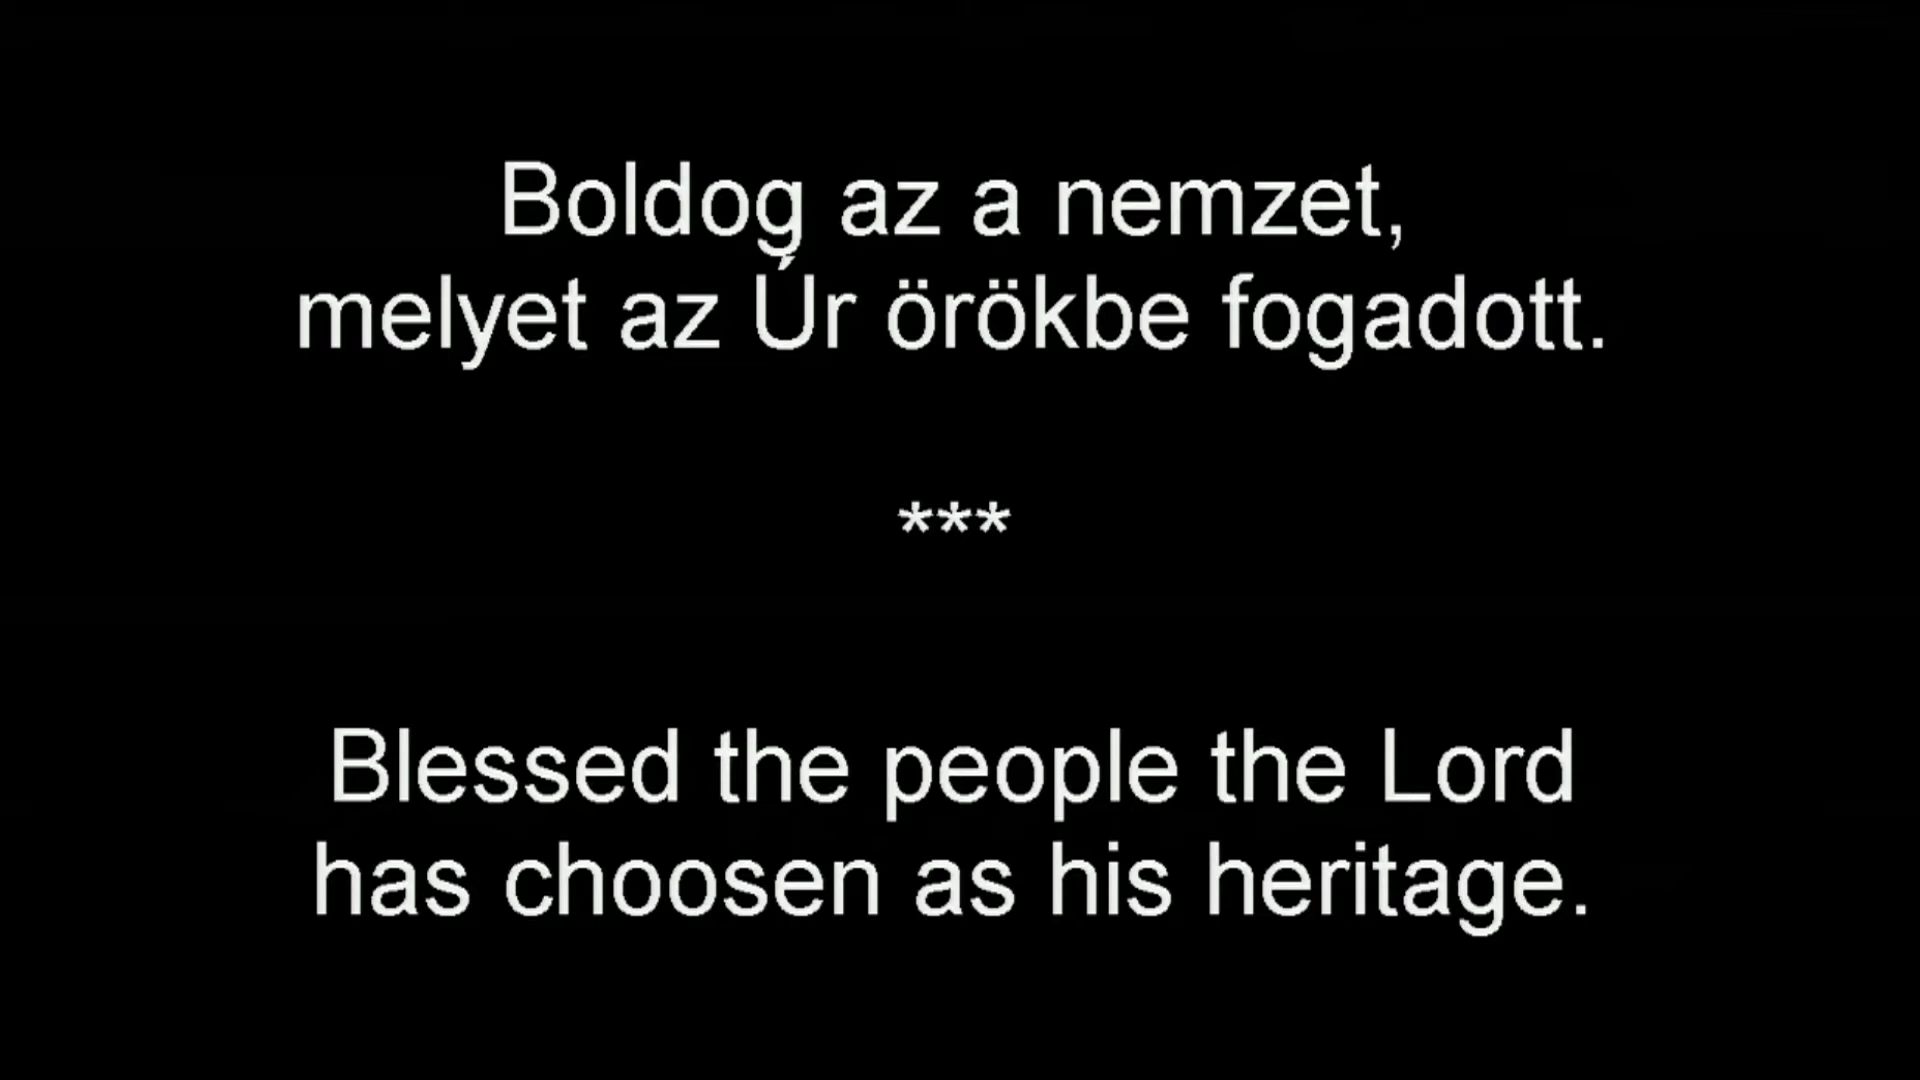 Boldog az a nemzet,
melyet az Úr örökbe fogadott.
***
Blessed the people the Lord
has choosen as his heritage.